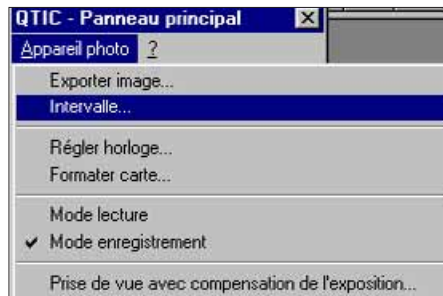 QTIC - Panneau principal
Appareil photo ?
Exporter image...
Intervalle...
Régler horloge...
Formater carte...
Mode lecture
Mode enregistrement
Prise de vue avec compensation de l'exposition...